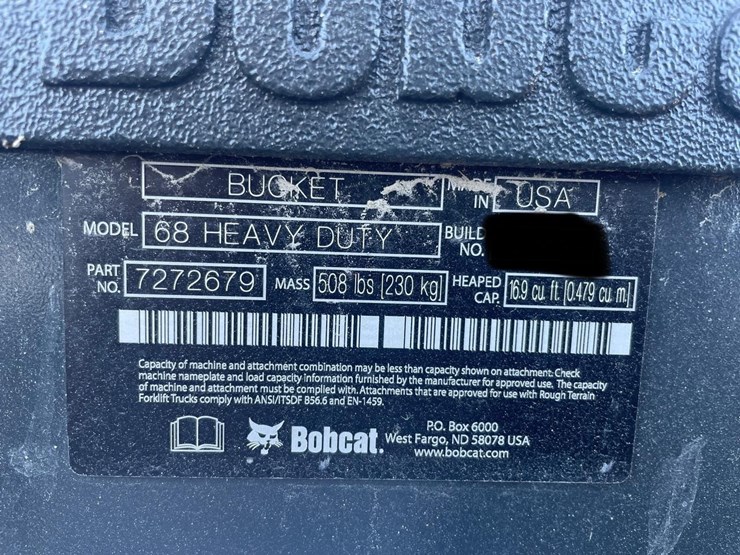 BUCKET MADE IN USA
MODEL 68 HEAVY DUTY BUILD NO.
PART NO. 7272679 MASS 508 lbs [230 kg] HEAPED CAP. 16.9 cu. ft. [0.479 cu. m.]
Capacity of machine and attachment combination may be less than capacity shown on attachment. Check
machine nameplate and load capacity information furnished by the manufacturer for approved use. The capacity
of machine and attachment must be complied with. Attachments that are approved for use with Rough Terrain
Forklift Trucks comply with ANSI/ITSDF B56.6 and EN-1459.
Bobcat.
P.O. Box 6000
West Fargo, ND 58078 USA
www.bobcat.com